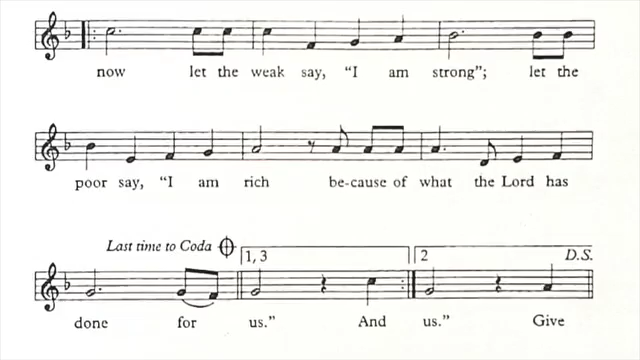 now let the weak say, “I am strong”; let the
poor say, “I am rich be-cause of what the Lord has
Last time to Coda
1, 3
2
D.S.
done for us.” And us.” Give